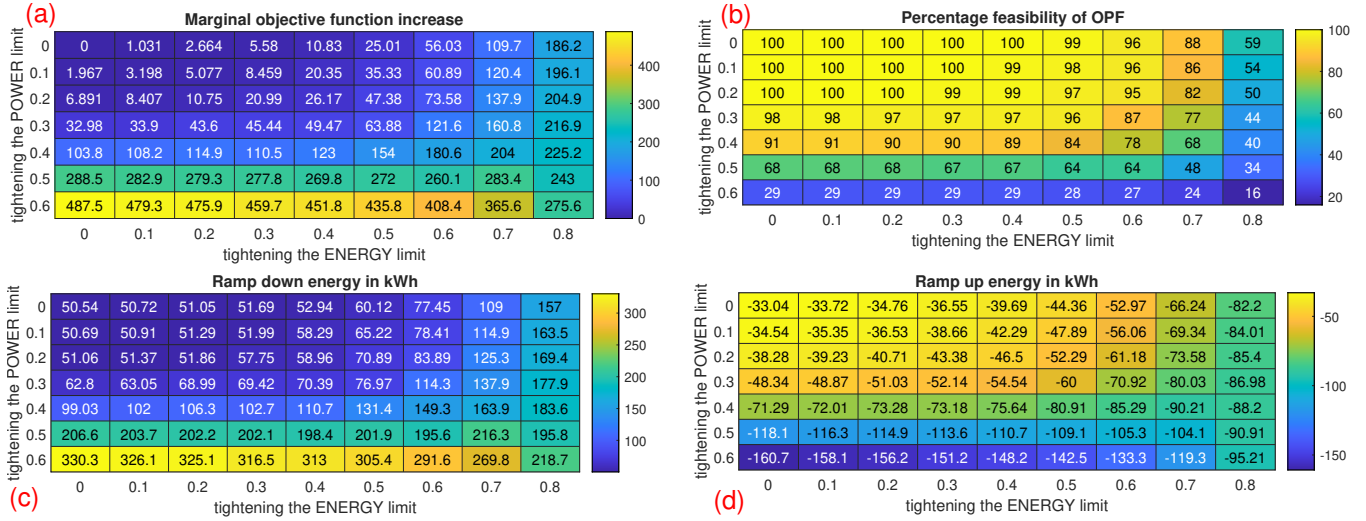 (a)
Marginal objective function increase
tightening the POWER limit
0 0 1.031 2.664 5.58 10.83 25.01 56.03 109.7 186.2
0.1 1.967 3.198 5.077 8.459 20.35 35.33 60.89 120.4 196.1
0.2 6.891 8.407 10.75 20.99 26.17 47.38 73.58 137.9 204.9
0.3 32.98 33.9 43.6 45.44 49.47 63.88 121.6 160.8 216.9
0.4 103.8 108.2 114.9 110.5 123 154 180.6 204 225.2
0.5 288.5 282.9 279.3 277.8 269.8 272 260.1 283.4 243
0.6 487.5 479.3 475.9 459.7 451.8 435.8 408.4 365.6 275.6
0 0.1 0.2 0.3 0.4 0.5 0.6 0.7 0.8
tightening the ENERGY limit
400
300
200
100
0
(b)
Percentage feasibility of OPF
tightening the POWER limit
0 100 100 100 100 100 99 96 88 59
0.1 100 100 100 100 99 98 96 86 54
0.2 100 100 100 99 99 97 95 82 50
0.3 98 98 97 97 97 96 87 77 44
0.4 91 91 90 90 89 84 78 68 40
0.5 68 68 68 67 67 64 64 48 34
0.6 29 29 29 29 29 28 27 24 16
0 0.1 0.2 0.3 0.4 0.5 0.6 0.7 0.8
tightening the ENERGY limit
100
80
60
40
20
Ramp down energy in kWh
tightening the POWER limit
0 50.54 50.72 51.05 51.69 52.94 60.12 77.45 109 157
0.1 50.69 50.91 51.29 51.99 58.29 65.22 78.41 114.9 163.5
0.2 51.06 51.37 51.86 57.75 58.96 70.89 83.89 125.3 169.4
0.3 62.8 63.05 68.99 69.42 70.39 76.97 114.3 137.9 177.9
0.4 99.03 102 106.3 102.7 110.7 131.4 149.3 163.9 183.6
0.5 206.6 203.7 202.2 202.1 198.4 201.9 195.6 216.3 195.8
0.6 330.3 326.1 325.1 316.5 313 305.4 291.6 269.8 218.7
0 0.1 0.2 0.3 0.4 0.5 0.6 0.7 0.8
tightening the ENERGY limit
300
250
200
150
100
(c)
Ramp up energy in kWh
tightening the POWER limit
0 -33.04 -33.72 -34.76 -36.55 -39.69 -44.36 -52.97 -66.24 -82.2
0.1 -34.54 -35.35 -36.53 -38.66 -42.29 -47.89 -56.06 -69.34 -84.01
0.2 -38.28 -39.23 -40.71 -43.38 -46.5 -52.29 -61.18 -73.58 -85.4
0.3 -48.34 -48.87 -51.03 -52.14 -54.54 -60 -70.92 -80.03 -86.98
0.4 -71.29 -72.01 -73.28 -73.18 -75.64 -80.91 -85.29 -90.21 -88.2
0.5 -118.1 -116.3 -114.9 -113.6 -110.7 -109.1 -105.3 -104.1 -90.91
0.6 -160.7 -158.1 -156.2 -151.2 -148.2 -142.5 -133.3 -119.3 -95.21
0 0.1 0.2 0.3 0.4 0.5 0.6 0.7 0.8
tightening the ENERGY limit
-50
-100
-150
(d)